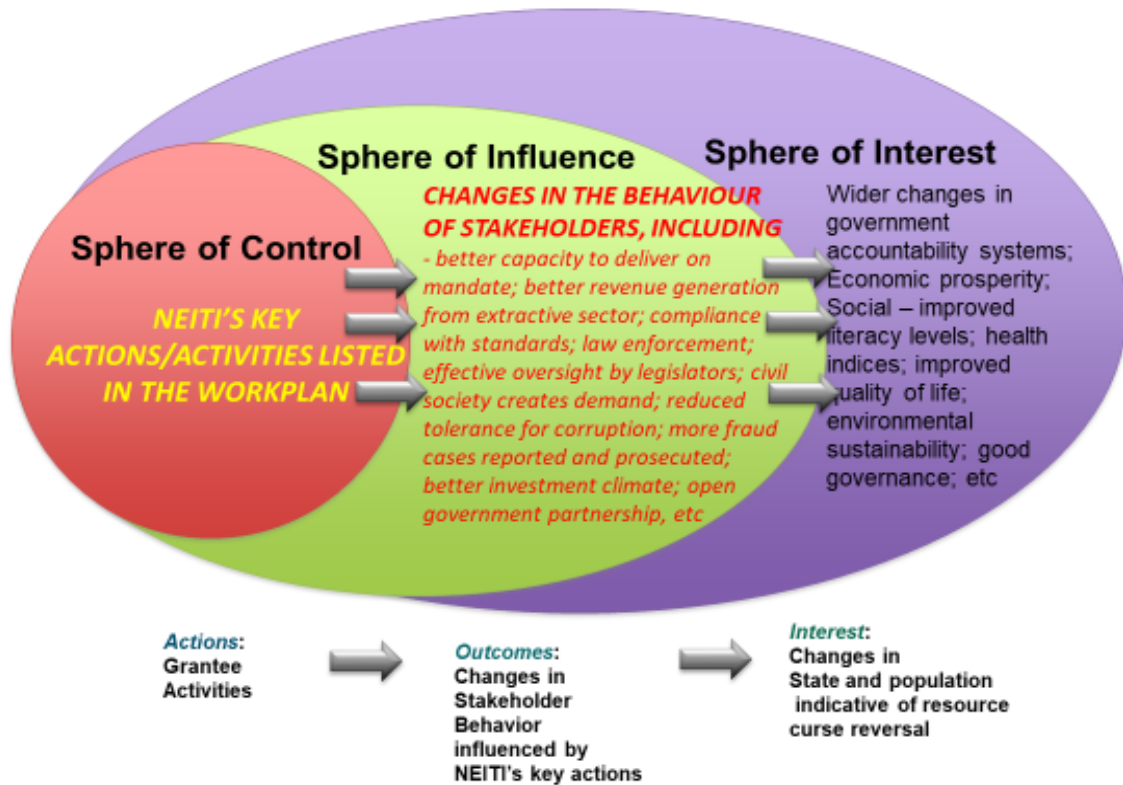 Sphere of Control
NEITI'S KEY
ACTIONS/ACTIVITIES LISTED
IN THE WORKPLAN
Sphere of Influence
CHANGES IN THE BEHAVIOUR
OF STAKEHOLDERS, INCLUDING
- better capacity to deliver on
mandate; better revenue generation
from extractive sector; compliance
with standards; law enforcement;
effective oversight by legislators; civil
society creates demand; reduced
tolerance for corruption; more fraud
cases reported and prosecuted;
better investment climate; open
government partnership, etc
Sphere of Interest
Wider changes in
government
accountability systems;
Economic prosperity;
Social – improved
literacy levels; health
indices; improved
quality of life;
environmental
sustainability; good
governance; etc
Actions:
Grantee
Activities
Outcomes:
Changes in
Stakeholder
Behavior
influenced by
NEITI's key actions
Interest:
Changes in
State and population
indicative of resource
curse reversal